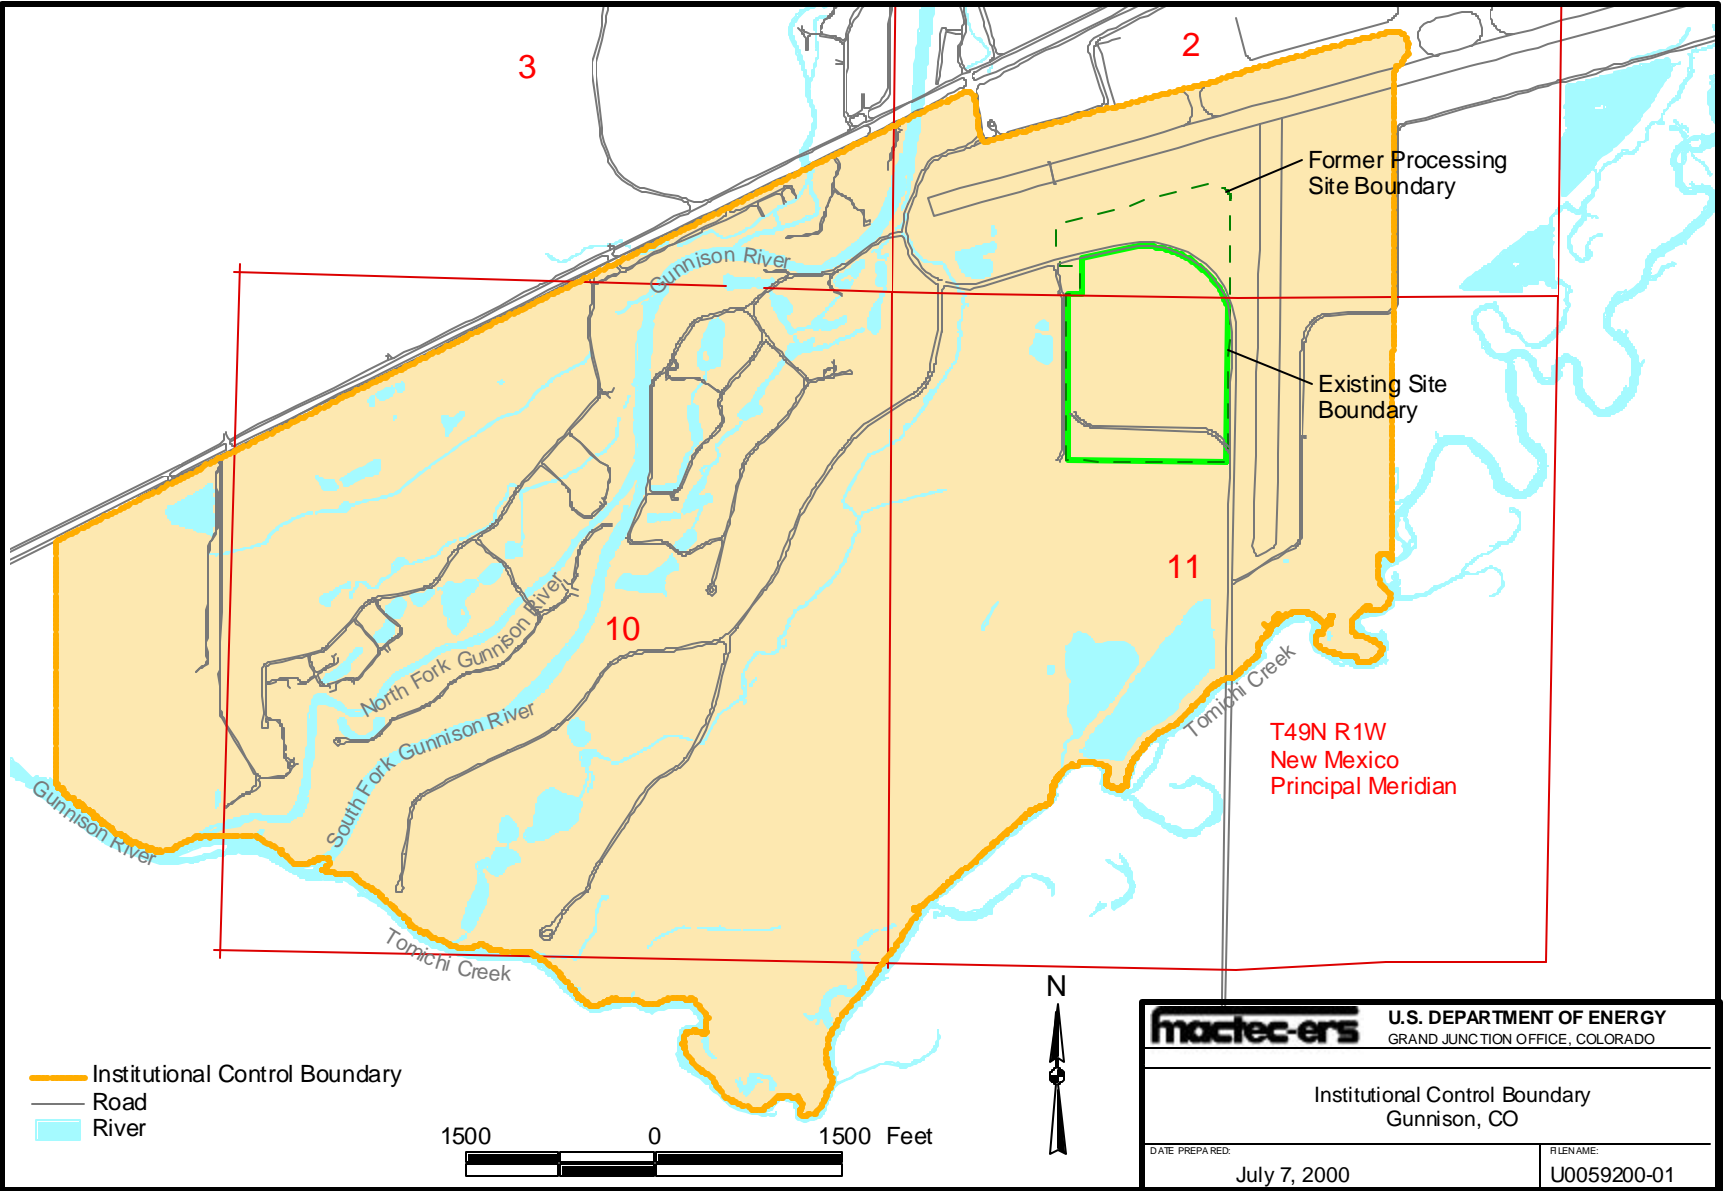 3
2
Former Processing
Site Boundary
Gunnison River
Existing Site
Boundary
11
10
North Fork Gunnison River
South Fork Gunnison River
Tomichi Creek
T49N R1W
New Mexico
Principal Meridian
Gunnison River
Tomichi Creek
N
Institutional Control Boundary
Road
River
1500 0 1500 Feet
mactec-ers
U.S. DEPARTMENT OF ENERGY
GRAND JUNCTION OFFICE, COLORADO
Institutional Control Boundary
Gunnison, CO
DATE PREPARED:
July 7, 2000
FILENAME:
U0059200-01